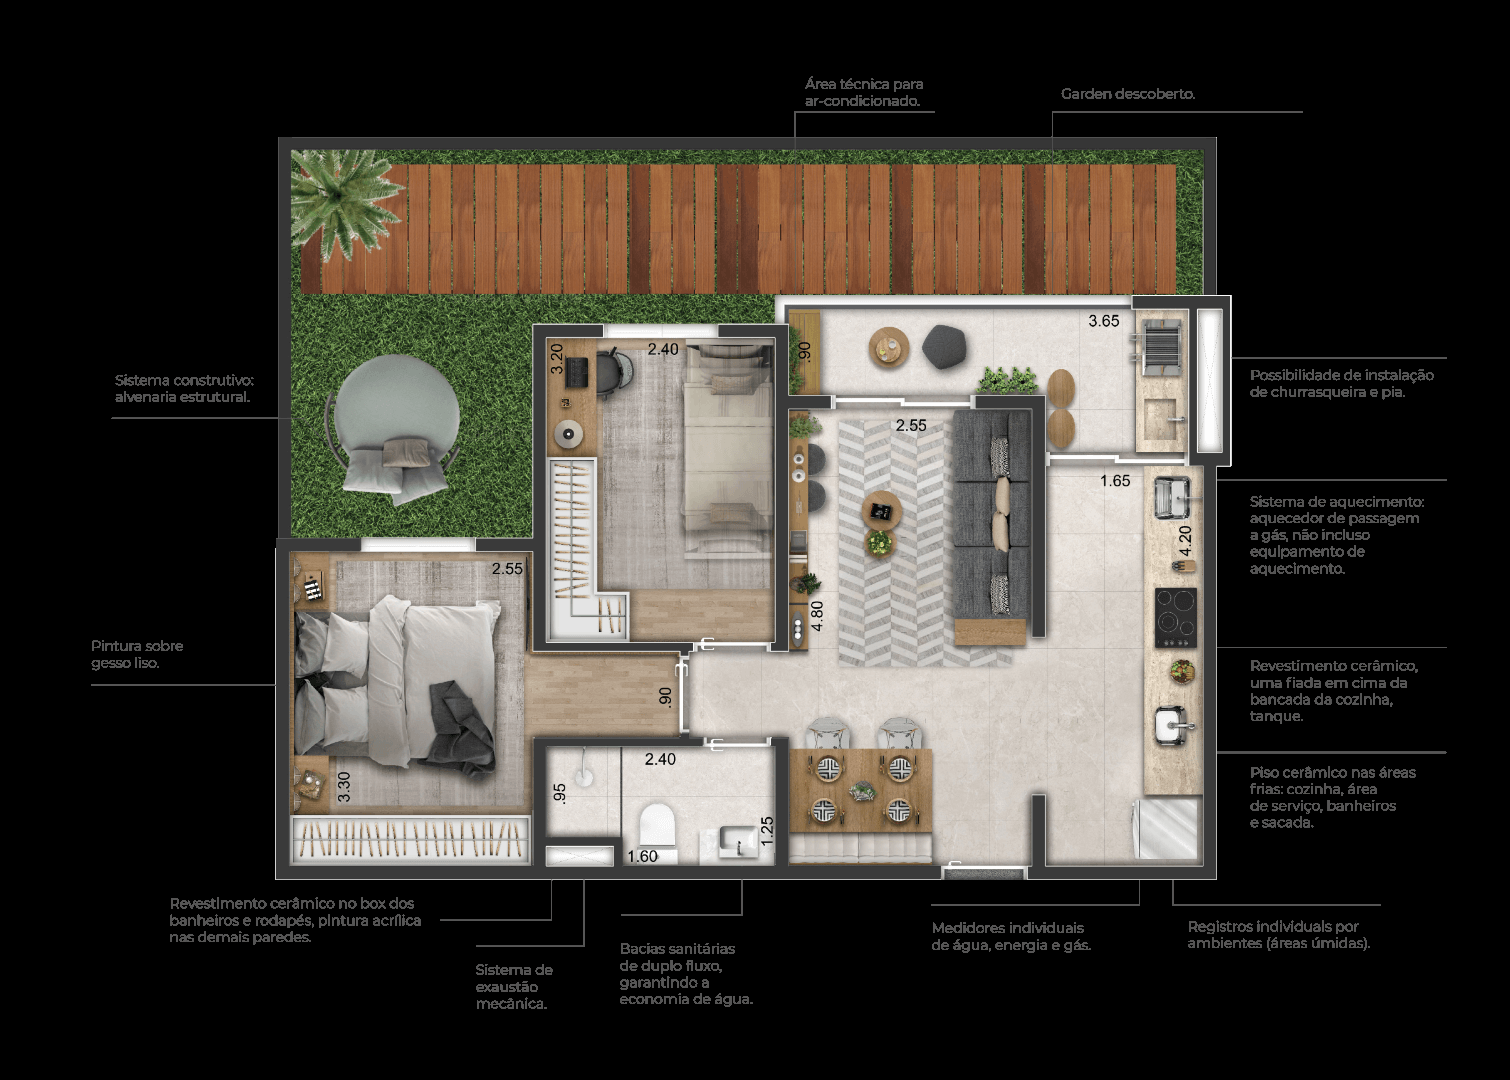 Área técnica para
ar-condicionado.
Garden descoberto.
3.65
.90
3.20
2.40
Sistema construtivo:
alvenaria estrutural.
Possibilidade de instalação
de churrasqueira e pia.
2.55
1.65
4.20
Sistema de aquecimento:
aquecedor de passagem
a gás, não incluso
equipamento de
aquecimento.
2.55
4.80
Pintura sobre
gesso liso.
.90
Revestimento cerâmico,
uma fiada em cima da
bancada da cozinha,
tanque.
2.40
3.30
.95
1.25
1.60
Piso cerâmico nas áreas
frias: cozinha, área
de serviço, banheiros
e sacada.
Revestimento cerâmico no box dos
banheiros e rodapés, pintura acrílica
nas demais paredes.
Sistema de
exaustão
mecânica.
Bacias sanitárias
de duplo fluxo,
garantindo a
economia de água.
Medidores individuais
de água, energia e gás.
Registros individuais por
ambientes (áreas úmidas).